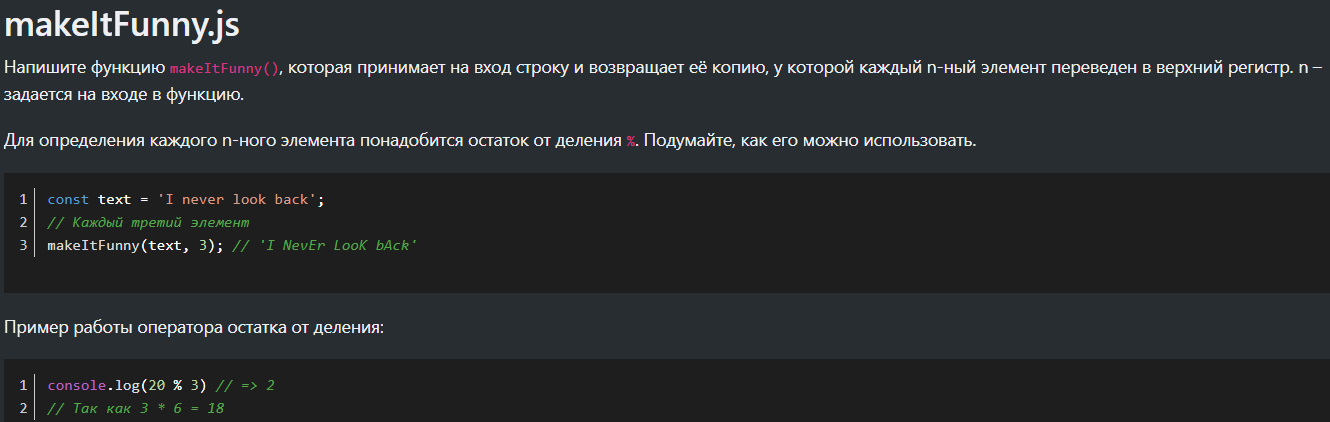 makeItFunny.js
Напишите функцию makeItFunny(), которая принимает на вход строку и возвращает её копию, у которой каждый n-ный элемент переведен в верхний регистр. n –
задается на входе в функцию.
Для определения каждого n-ного элемента понадобится остаток от деления %. Подумайте, как его можно использовать.
1 const text = 'I never look back';
2 // Каждый третий элемент
3 makeItFunny(text, 3); // 'I NevEr LooK bAck'
Пример работы оператора остатка от деления:
1 console.log(20 % 3) // => 2
2 // Так как 3 * 6 = 18